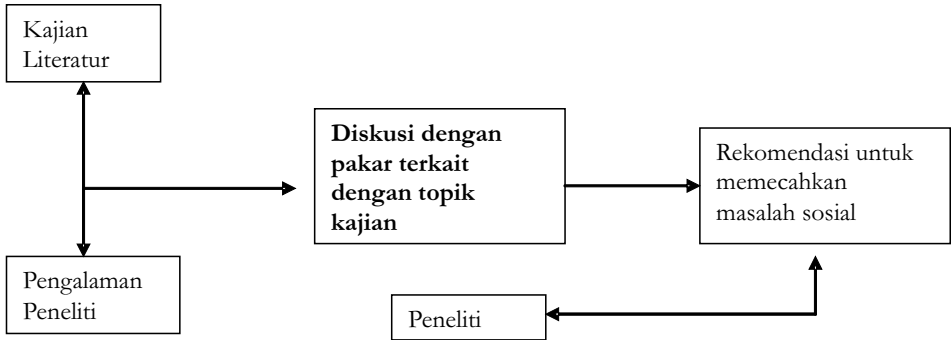 Kajian
Literatur
Diskusi dengan
pakar terkait
dengan topik
kajian
Rekomendasi untuk
memecahkan
masalah sosial
Pengalaman
Peneliti
Peneliti